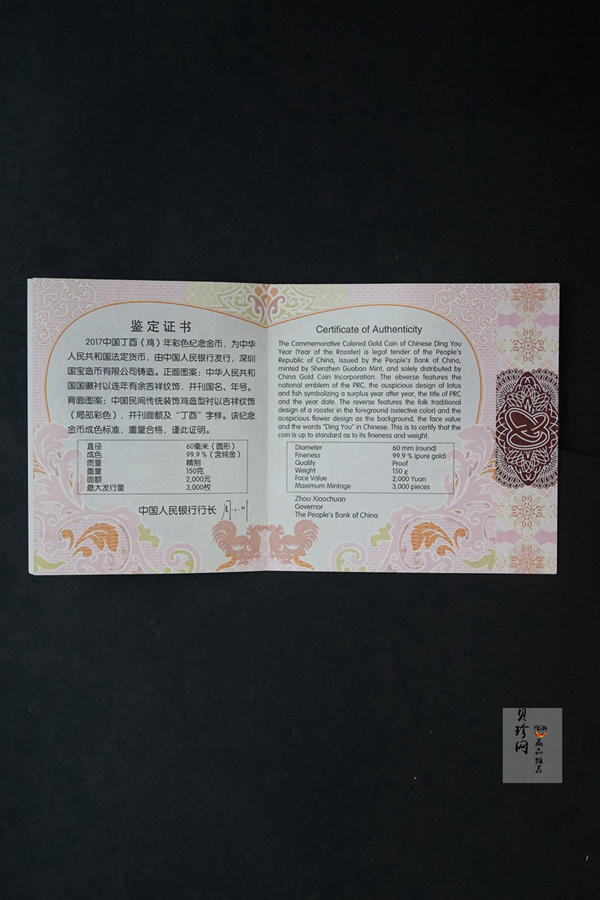 鉴定证书
2017中国丁酉（鸡）年彩色纪念金币，为中华
人民共和国法定货币，由中国人民银行发行，深圳
国宝造币有限公司铸造。正面图案：中华人民共和
国国徽衬以连年有余吉祥纹饰，并刊国名、年号。
背面图案：中国民间传统装饰鸡造型衬以吉祥纹饰
（局部彩色），并刊面额及“丁酉”字样。该纪念
金币成色标准，重量合格，谨此证明。
直径 60毫米（圆形）
成色 99.9％（含纯金）
质量 精制
重量 150克
面额 2,000元
最大发行量 3,000枚
中国人民银行行长
Certificate of Authenticity
The Commemorative Colored Gold Coin of Chinese Ding You
Year (Year of the Rooster) is legal tender of the People's
Republic of China, issued by the People's Bank of China,
minted by Shenzhen Guobao Mint, and solely distributed by
China Gold Coin Incorporation. The obverse features the
national emblem of the PRC, the auspicious design of lotus
and fish symbolizing a surplus year after year, the title of PRC
and the year date. The reverse features the folk traditional
design of a rooster in the foreground (selective color) and the
auspicious flower design as the background, the face value
and the words "Ding You" in Chinese. This is to certify that the
coin is up to standard as to its fineness and weight.
Diameter 60 mm (round)
Fineness 99.9 % (pure gold)
Quality Proof
Weight 150 g
Face Value 2,000 Yuan
Maximum Mintage 3,000 pieces
Zhou Xiaochuan
Governor
The People's Bank of China
贝珍网
藏品推荐